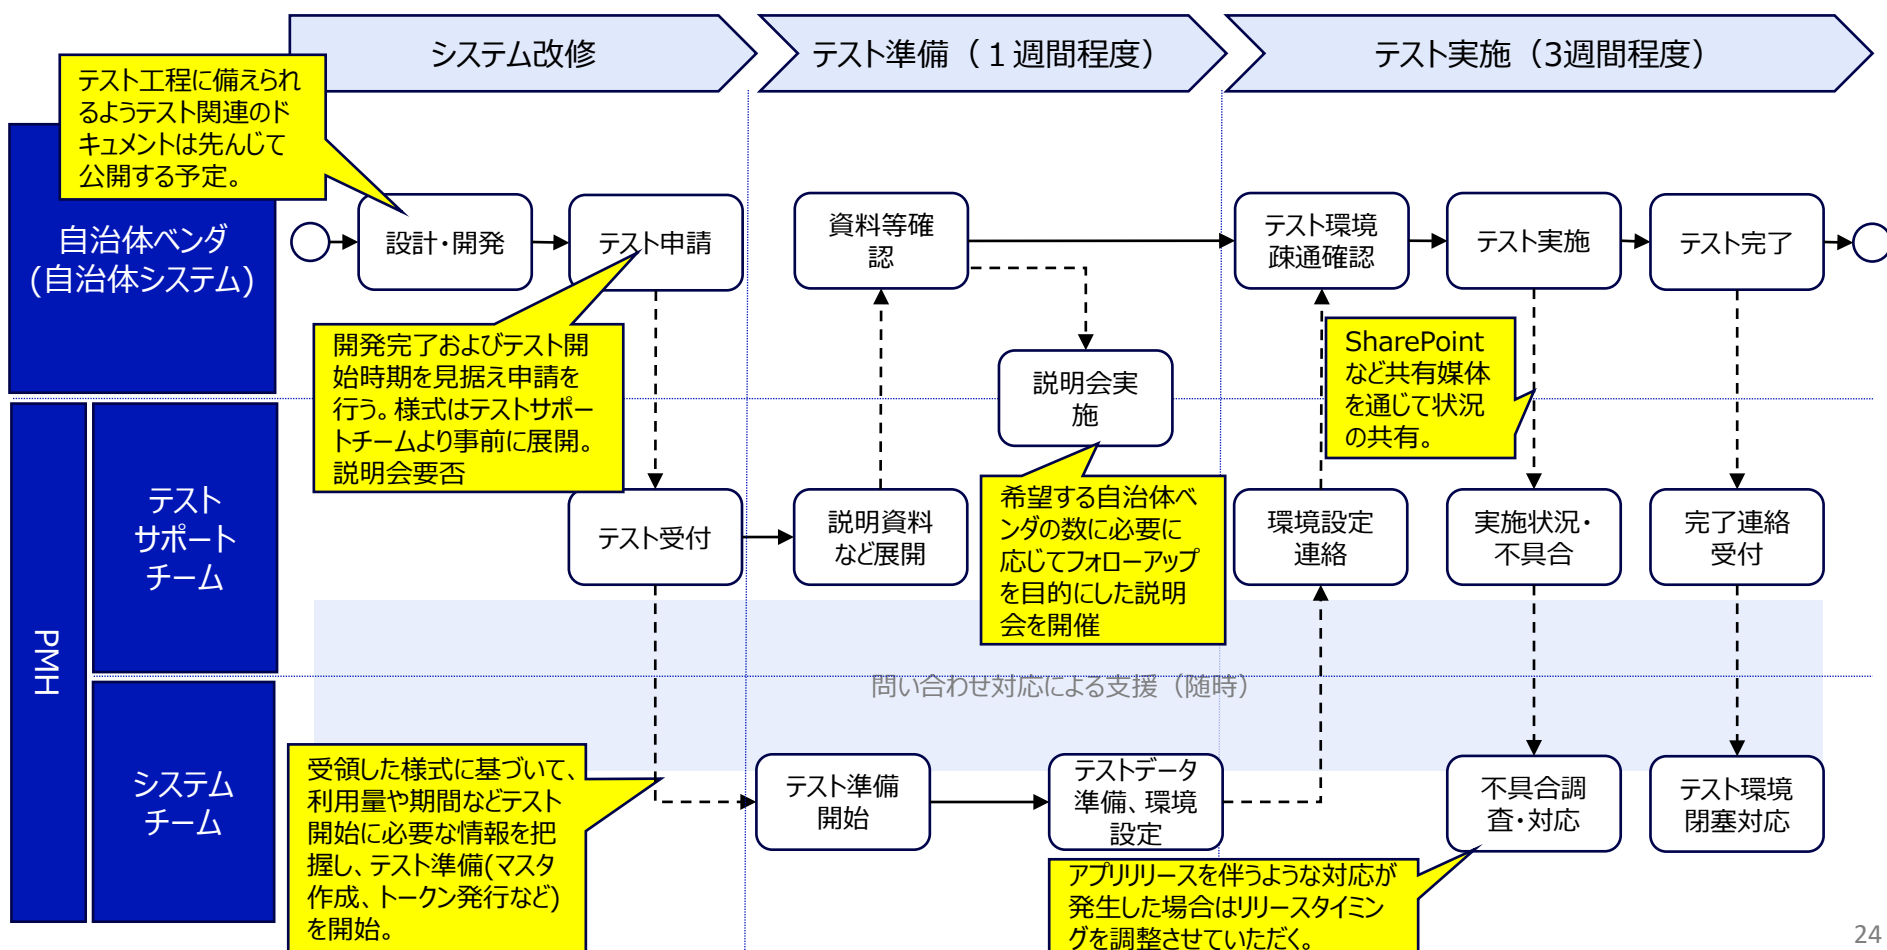 システム改修
テスト準備（１週間程度）
テスト実施（3週間程度）
テスト工程に備えられ
るようテスト関連のド
キュメントは先んじて
公開する予定。
自治体ベンダ
(自治体システム)
設計・開発
テスト申請
資料等確
認
テスト環境
疎通確認
テスト実施
テスト完了
開発完了およびテスト開
始時期を見据え申請を
行う。様式はテストサポー
トチームより事前に展開。
説明会要否
説明会実
施
SharePoint
など共有媒体
を通じて状況
の共有。
PMH
テスト
サポート
チーム
テスト受付
説明資料
など展開
希望する自治体ベ
ンダの数に必要に
応じてフォローアップ
を目的にした説明
会を開催
環境設定
連絡
実施状況・
不具合
完了連絡
受付
問い合わせ対応による支援（随時）
システム
チーム
受領した様式に基づいて、
利用量や期間などテスト
開始に必要な情報を把
握し、テスト準備(マスタ
作成、トークン発行など)
を開始。
テスト準備
開始
テストデータ
準備、環境
設定
不具合調
査・対応
テスト環境
閉塞対応
アプリリリースを伴うような対応が
発生した場合はリリースタイミン
グを調整させていただく。
24